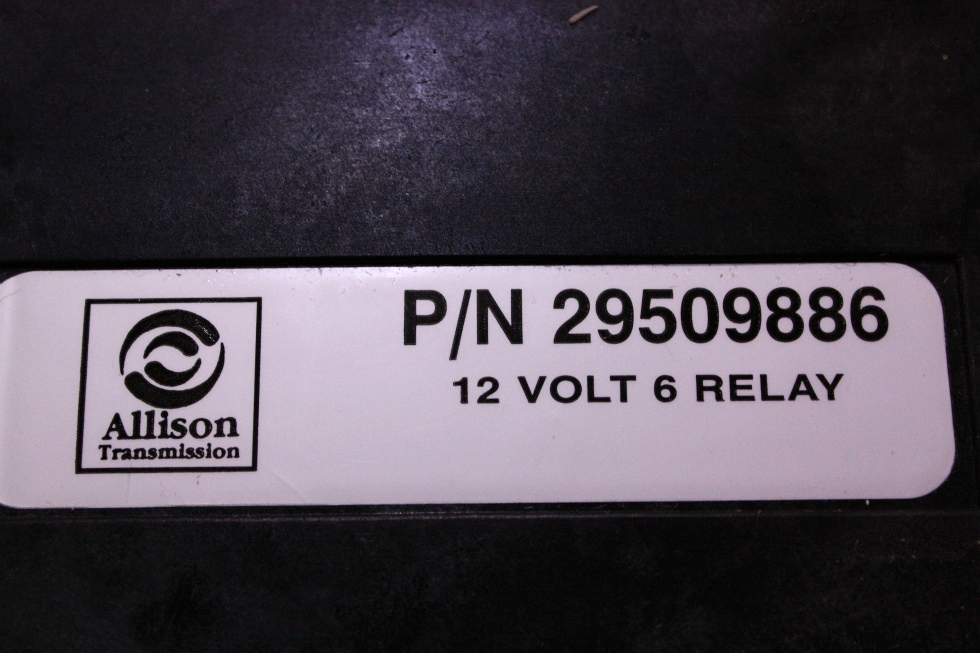 P/N 29509886
12 VOLT 6 RELAY
Allison
Transmission